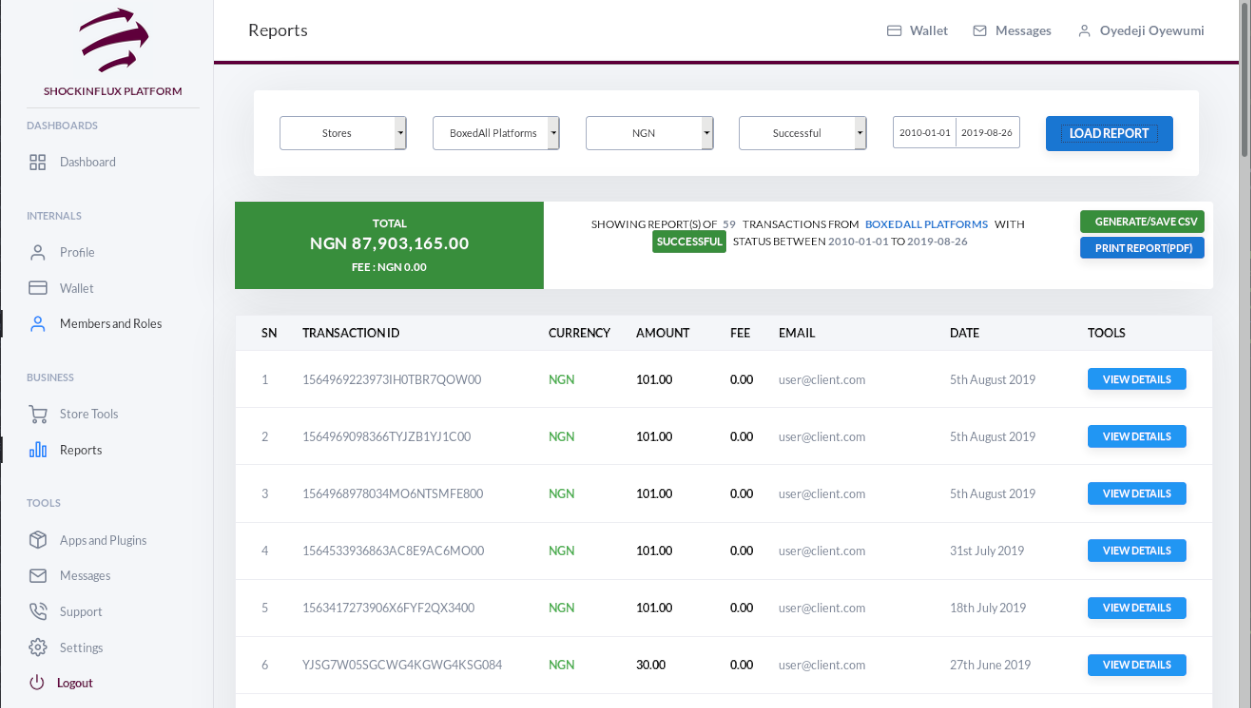 SHOCKINFLUX PLATFORM
DASHBOARDS
Dashboard
INTERNALS
Profile
Wallet
Members and Roles
BUSINESS
Store Tools
Reports
TOOLS
Apps and Plugins
Messages
Support
Settings
Logout
Reports
Wallet Messages Oyedeji Oyewumi
Stores BoxedAll Platforms NGN Successful 2010-01-01 2019-08-26 LOAD REPORT
TOTAL
NGN 87,903,165.00
FEE : NGN 0.00
SHOWING REPORT(S) OF 59 TRANSACTIONS FROM BOXEDALL PLATFORMS WITH
SUCCESSFUL STATUS BETWEEN 2010-01-01 TO 2019-08-26
GENERATE/SAVE CSV
PRINT REPORT(PDF)
SN TRANSACTION ID CURRENCY AMOUNT FEE EMAIL DATE TOOLS
1 1564969223973IH0TBR7QOW00 NGN 101.00 0.00 user@client.com 5th August 2019 VIEW DETAILS
2 1564969098366TYJZB1YJ1C00 NGN 101.00 0.00 user@client.com 5th August 2019 VIEW DETAILS
3 1564968978034MO6NTSMFE800 NGN 101.00 0.00 user@client.com 5th August 2019 VIEW DETAILS
4 1564533936863AC8E9AC6MO00 NGN 101.00 0.00 user@client.com 31st July 2019 VIEW DETAILS
5 1563417273906X6FYF2QX3400 NGN 101.00 0.00 user@client.com 18th July 2019 VIEW DETAILS
6 YJSG7W05SGCWG4KGWG4KSG084 NGN 30.00 0.00 user@client.com 27th June 2019 VIEW DETAILS